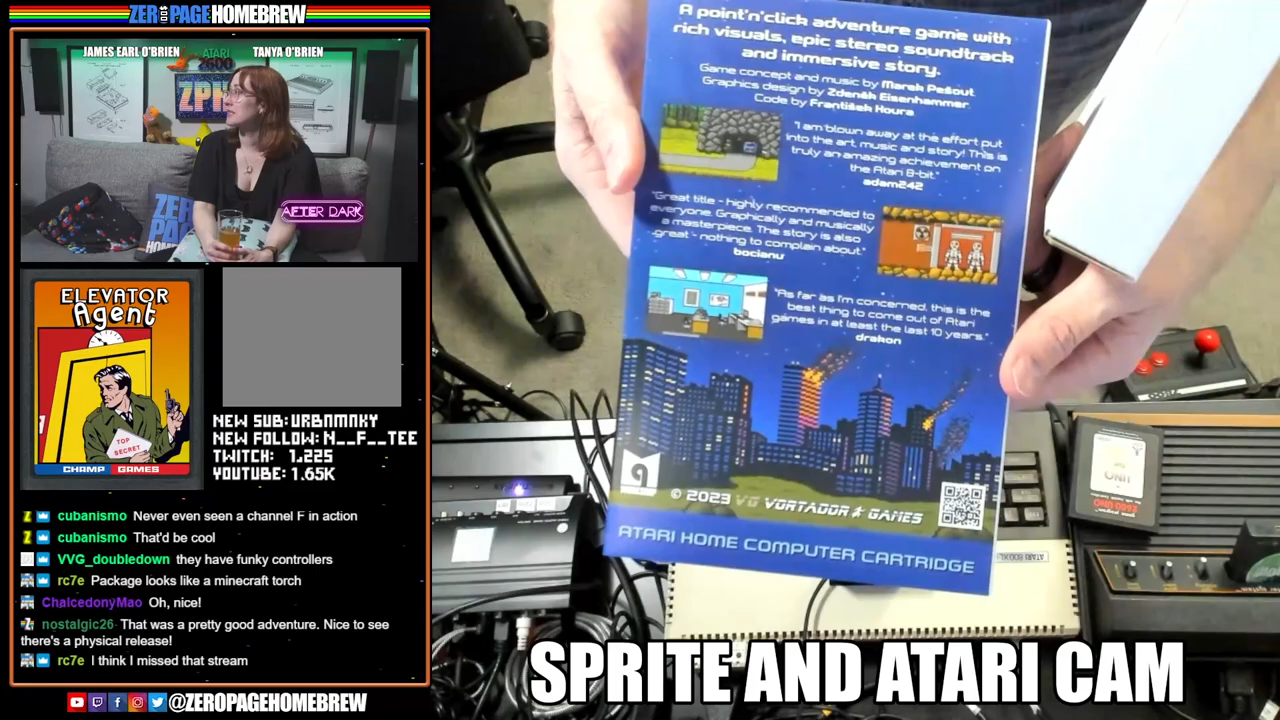 ZERO PAGE HOMEBREW
JAMES EARL O'BRIEN
TANYA O'BRIEN
ATARI
2600
ZPH
AFTER DARK
ELEVATOR
Agent
TOP
SECRET
CHAMP GAMES
NEW SUB: URBNMNKY
NEW FOLLOW: N__F__TEE
TWITCH: 1,225
YOUTUBE: 1.65K
cubanismo Never even seen a channel F in action
cubanismo That'd be cool
VVG_doubledown they have funky controllers
rc7e Package looks like a minecraft torch
ChalcedonyMao Oh, nice!
nostalgic26 That was a pretty good adventure. Nice to see
there's a physical release!
rc7e I think I missed that stream
@ZEROPAGEHOMEBREW
A point'n'click adventure game with
rich visuals, epic stereo soundtrack
and immersive story.
Game concept and music by Marek Pešout
Graphics design by Zdeněk Eisenhammer
Code by František Houra
"I am blown away at the effort put
into the art, music and story! This is
truly an amazing achievement on
the Atari 8-bit."
adam242
"Great title - highly recommended to
everyone. Graphically and musically
a masterpiece. The story is also
great - nothing to complain about."
bocianu
"As far as I'm concerned, this is the
best thing to come out of Atari
games in at least the last 10 years."
drakon
© 2023 VG VORTADOR GAMES
ATARI HOME COMPUTER CARTRIDGE
UNO
SPRITE AND ATARI CAM